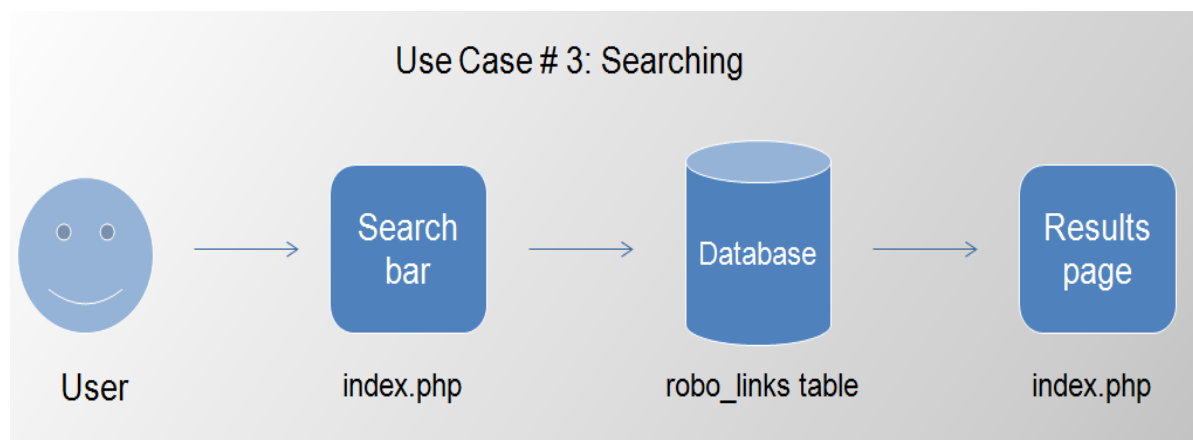 Use Case # 3: Searching
Search
bar
Database
Results
page
User
index.php
robo_links table
index.php